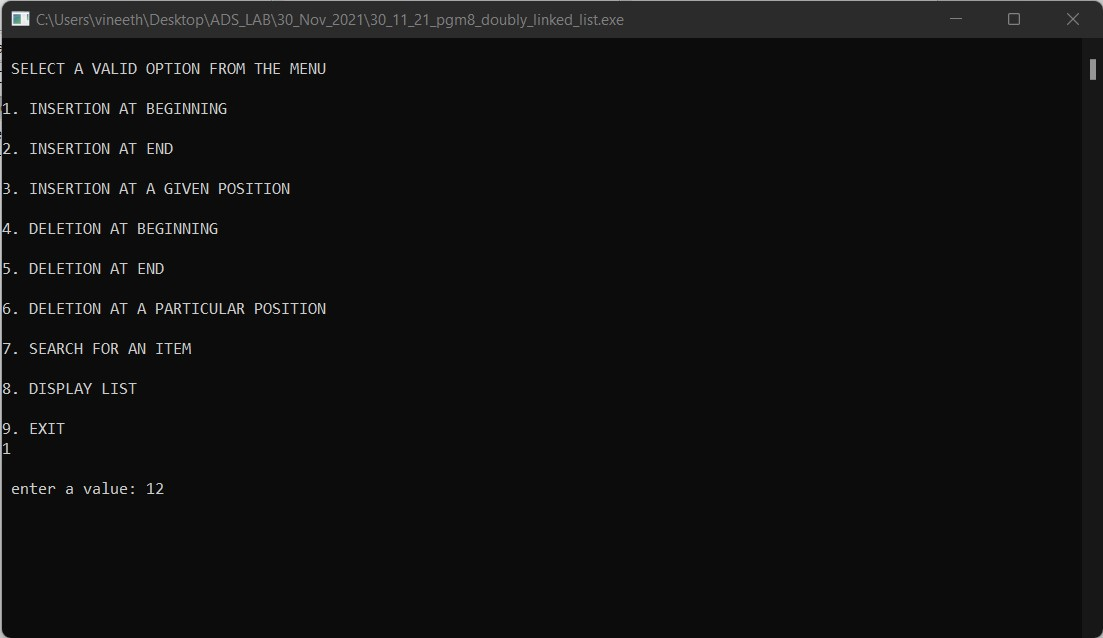 C:\Users\vineeth\Desktop\ADS_LAB\30_Nov_2021\30_11_21_pgm8_doubly_linked_list.exe
SELECT A VALID OPTION FROM THE MENU
1. INSERTION AT BEGINNING
2. INSERTION AT END
3. INSERTION AT A GIVEN POSITION
4. DELETION AT BEGINNING
5. DELETION AT END
6. DELETION AT A PARTICULAR POSITION
7. SEARCH FOR AN ITEM
8. DISPLAY LIST
9. EXIT
1
enter a value: 12